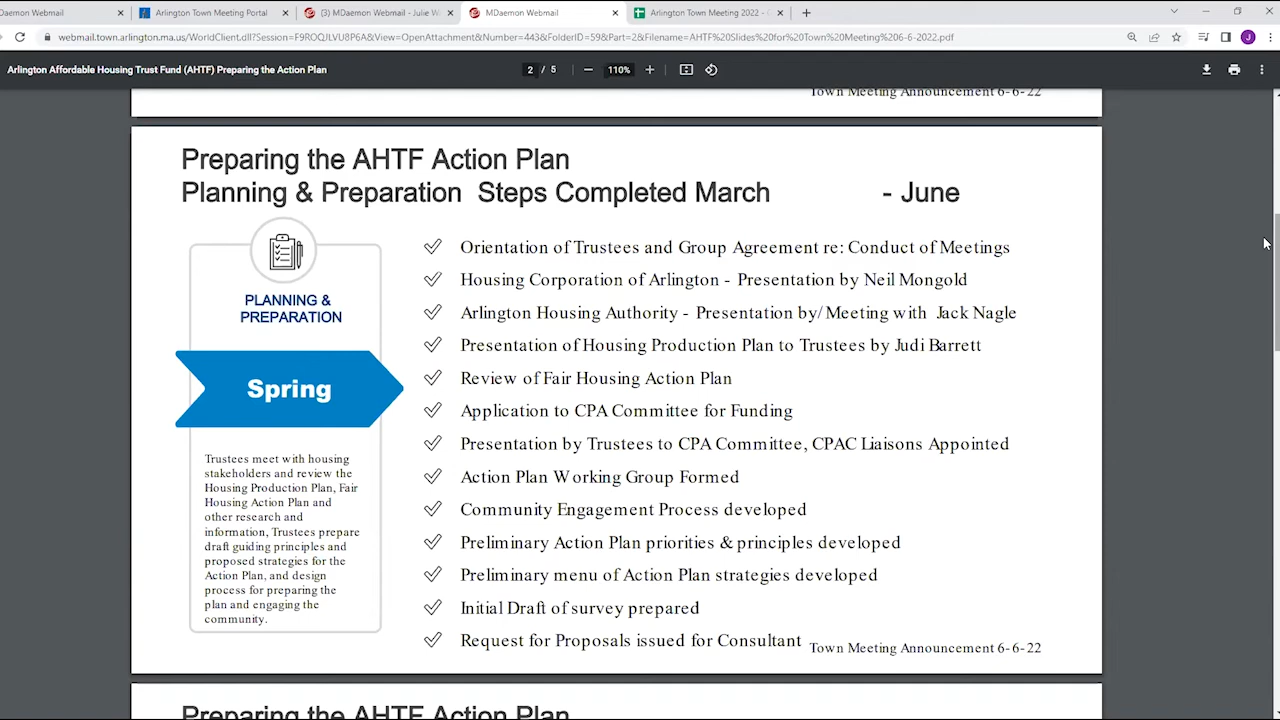 Daemon Webmail
Arlington Town Meeting Portal
(3) MDaemon Webmail - Julie W
MDaemon Webmail
Arlington Town Meeting 2022 -
webmail.town.arlington.ma.us/WorldClient.dll?Session=F9ROQJLVU8P6A&View=OpenAttachment&Number=443&FolderID=59&Part=2&Filename=AHTF%20Slides%20for%20Town%20Meeting%206-6-2022.pdf
J
Arlington Affordable Housing Trust Fund (AHTF) Preparing the Action Plan
2 / 5
110%
Town Meeting Announcement 6-6-22
Preparing the AHTF Action Plan
Planning & Preparation Steps Completed March - June
PLANNING &
PREPARATION
Spring
Trustees meet with housing
stakeholders and review the
Housing Production Plan, Fair
Housing Action Plan and
other research and
information, Trustees prepare
draft guiding principles and
proposed strategies for the
Action Plan, and design
process for preparing the
plan and engaging the
community.
Orientation of Trustees and Group Agreement re: Conduct of Meetings
Housing Corporation of Arlington - Presentation by Neil Mongold
Arlington Housing Authority - Presentation by/Meeting with Jack Nagle
Presentation of Housing Production Plan to Trustees by Judi Barrett
Review of Fair Housing Action Plan
Application to CPA Committee for Funding
Presentation by Trustees to CPA Committee, CPAC Liaisons Appointed
Action Plan Working Group Formed
Community Engagement Process developed
Preliminary Action Plan priorities & principles developed
Preliminary menu of Action Plan strategies developed
Initial Draft of survey prepared
Request for Proposals issued for Consultant
Town Meeting Announcement 6-6-22
Preparing the AHTF Action Plan